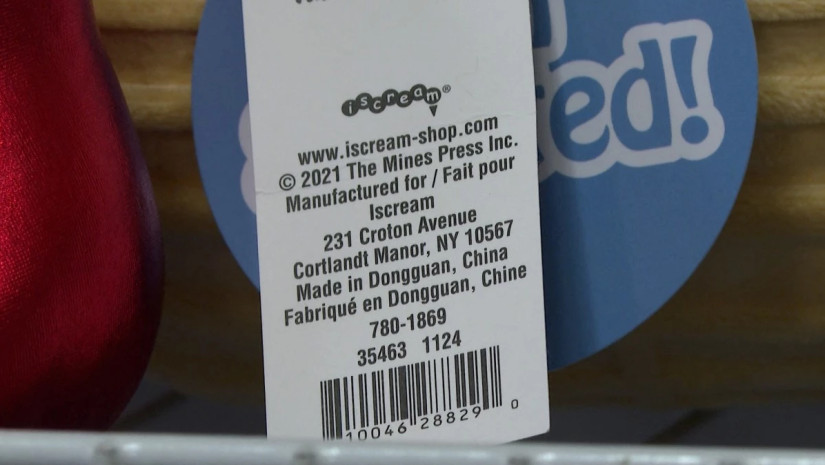 iscream®
www.iscream-shop.com
© 2021 The Mines Press Inc.
Manufactured for / Fait pour
Iscream
231 Croton Avenue
Cortlandt Manor, NY 10567
Made in Dongguan, China
Fabriqué en Dongguan, Chine
780-1869
35463 1124
10046 28829 0
ed!